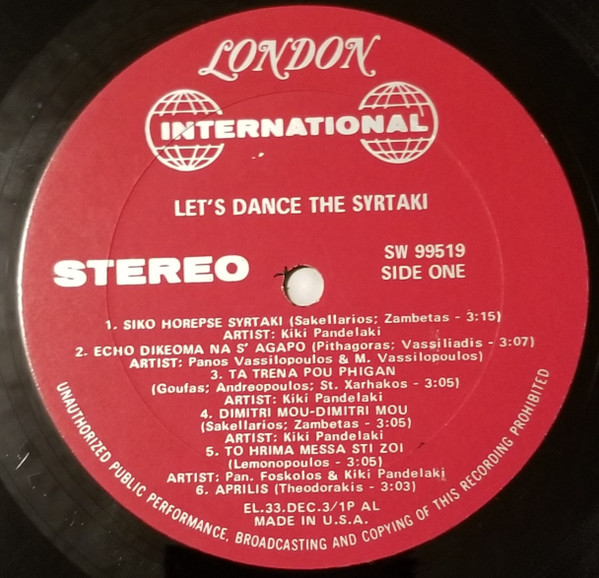 LONDON
INTERNATIONAL
LET'S DANCE THE SYRTAKI
STEREO
SW 99519
SIDE ONE
1. SIKO HOREPSE SYRTAKI (Sakellarios; Zambetas - 3:15)
ARTIST: Kiki Pandelaki
2. ECHO DIKEOMA NA S' AGAPO (Pithagoras; Vassiliadis - 3:07)
ARTIST: Panos Vassilopoulos & M. Vassilopoulos)
3. TA TRENA POU PHIGAN
(Goufas; Andreopoulos; St. Xarhakos - 3:05)
ARTIST: Kiki Pandelaki
4. DIMITRI MOU-DIMITRI MOU
(Sakellarios; Zambetas - 3:05)
ARTIST: Kiki Pandelaki
5. TO HRIMA MESSA STI ZOI
(Lemonopoulos - 3:05)
ARTIST: Pan. Foskolos & Kiki Pandelaki
6. APRILIS (Theodorakis - 3:03)
EL.33.DEC.3/1P AL
MADE IN U.S.A.
UNAUTHORIZED PUBLIC PERFORMANCE, BROADCASTING AND COPYING OF THIS RECORDING PROHIBITED